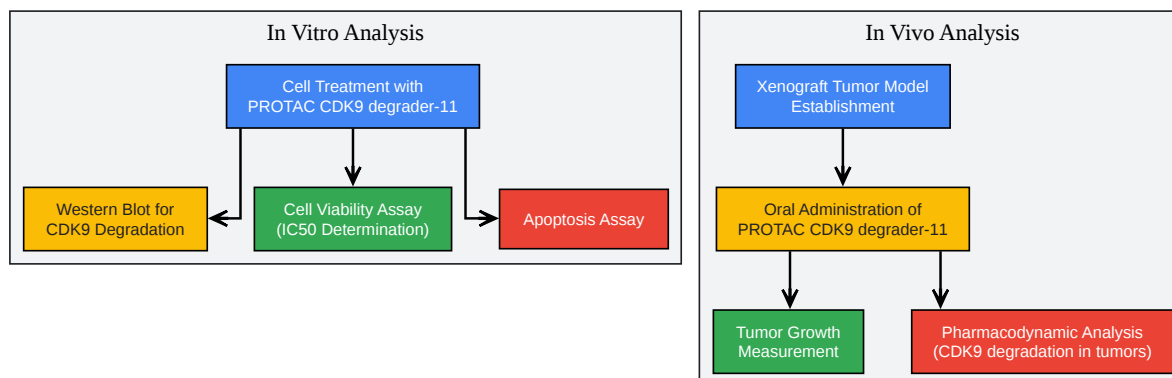 In Vitro Analysis
Cell Treatment with
PROTAC CDK9 degrader-11
Western Blot for
CDK9 Degradation
Cell Viability Assay
(IC50 Determination)
Apoptosis Assay
In Vivo Analysis
Xenograft Tumor Model
Establishment
Oral Administration of
PROTAC CDK9 degrader-11
Tumor Growth
Measurement
Pharmacodynamic Analysis
(CDK9 degradation in tumors)